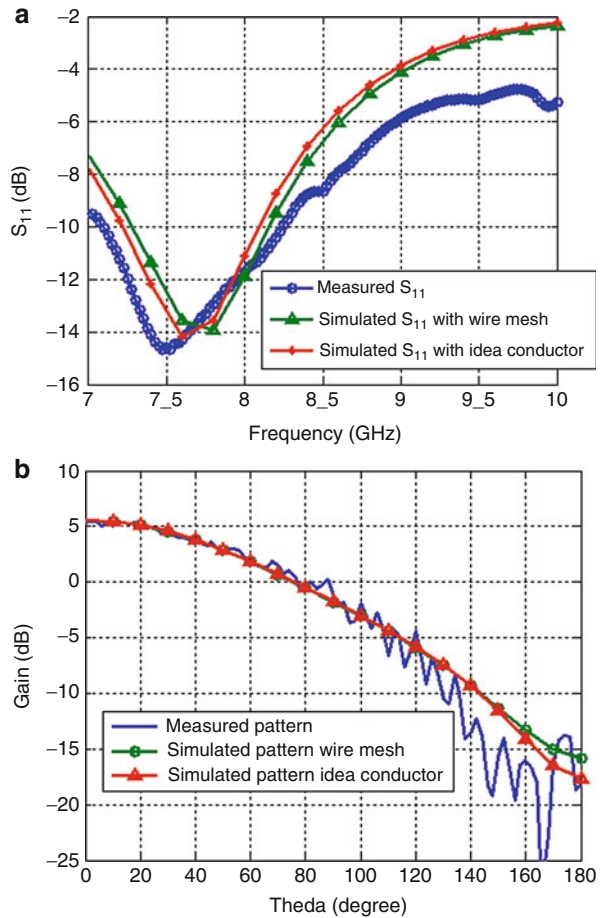 a
−2
−4
−6
−8
−10
−12
−14
−16
S11 (dB)
Measured S11
Simulated S11 with wire mesh
Simulated S11 with idea conductor
7 7_5 8 8_5 9 9_5 10
Frequency (GHz)
b
10
5
0
−5
−10
−15
−20
−25
Gain (dB)
Measured pattern
Simulated pattern wire mesh
Simulated pattern idea conductor
0 20 40 60 80 100 120 140 160 180
Theda (degree)